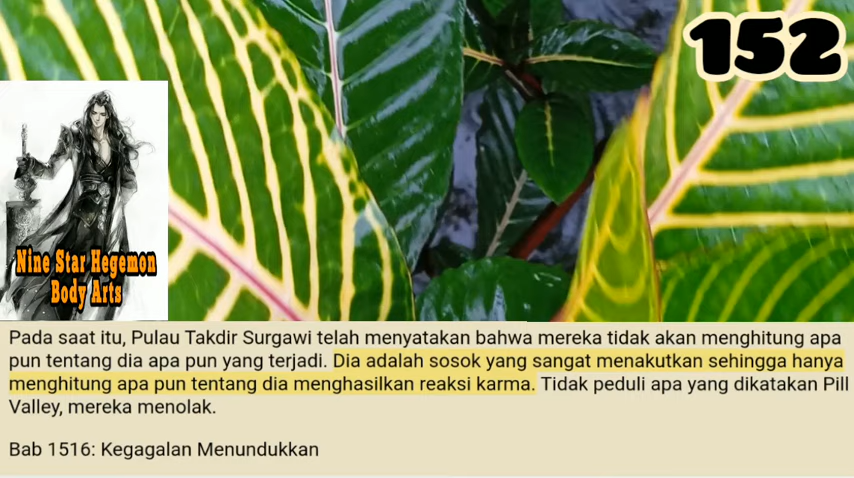 152
Nine Star Hegemon
Body Arts
Pada saat itu, Pulau Takdir Surgawi telah menyatakan bahwa mereka tidak akan menghitung apa
pun tentang dia apa pun yang terjadi. Dia adalah sosok yang sangat menakutkan sehingga hanya
menghitung apa pun tentang dia menghasilkan reaksi karma. Tidak peduli apa yang dikatakan Pill
Valley, mereka menolak.
Bab 1516: Kegagalan Menundukkan